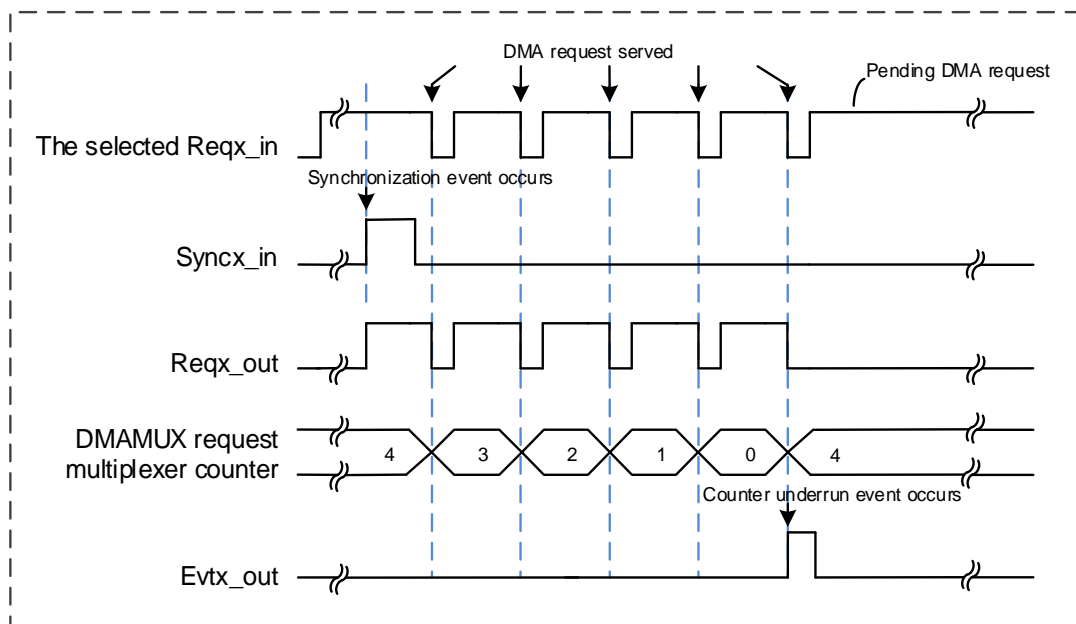 DMA request served
Pending DMA request
The selected Reqx_in
Synchronization event occurs
Syncx_in
Reqx_out
DMAMUX request
multiplexer counter
4 3 2 1 0 4
Counter underrun event occurs
Evtx_out